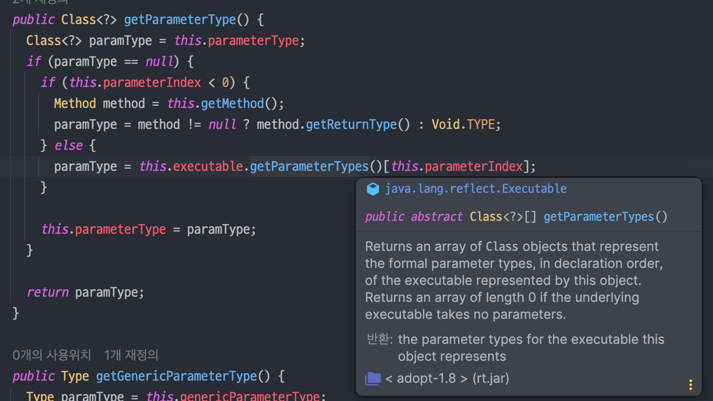 public Class<?> getParameterType() {
Class<?> paramType = this.parameterType;
if (paramType == null) {
if (this.parameterIndex < 0) {
Method method = this.getMethod();
paramType = method != null ? method.getReturnType() : Void.TYPE;
} else {
paramType = this.executable.getParameterTypes()[this.parameterIndex];
}
java.lang.reflect.Executable
public abstract Class<?>[] getParameterTypes()
Returns an array of Class objects that represent
the formal parameter types, in declaration order,
of the executable represented by this object.
Returns an array of length 0 if the underlying
executable takes no parameters.
반환: the parameter types for the executable this
object represents
< adopt-1.8 > (rt.jar)
this.parameterType = paramType;
}
return paramType;
}
0개의 사용위치 1개 재정의
public Type getGenericParameterType() {
Type paramType = this.genericParameterType;